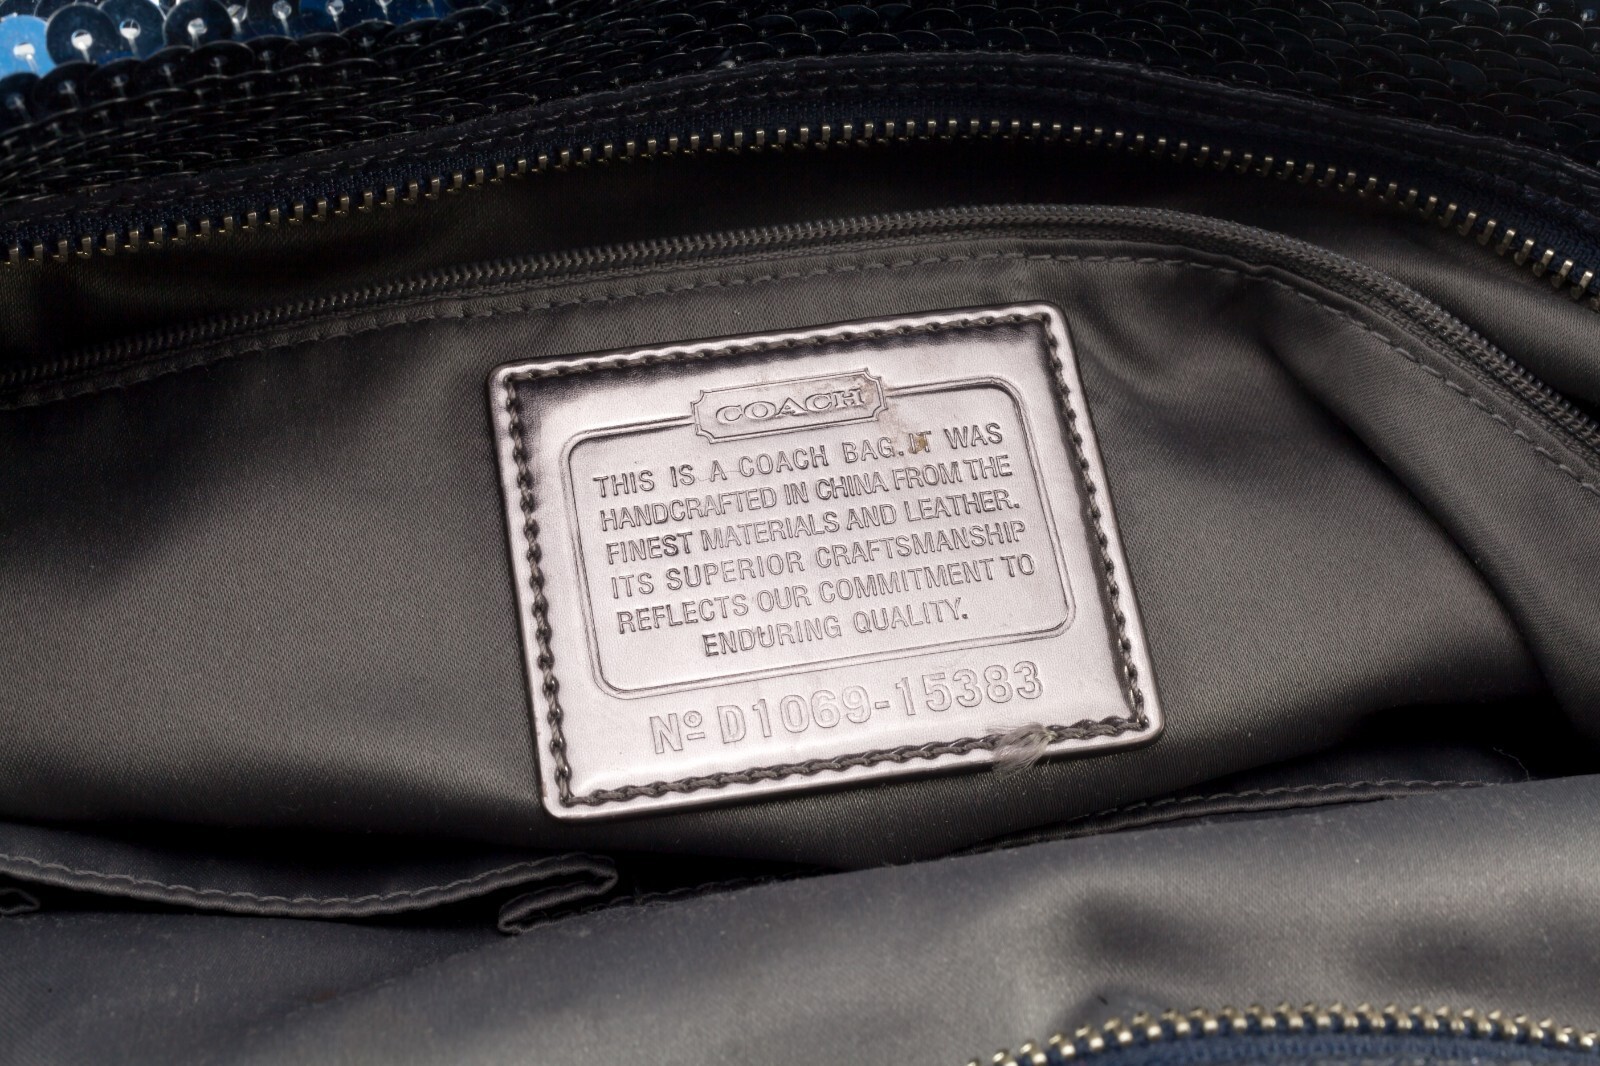 COACH
THIS IS A COACH BAG. IT WAS
HANDCRAFTED IN CHINA FROM THE
FINEST MATERIALS AND LEATHER.
ITS SUPERIOR CRAFTSMANSHIP
REFLECTS OUR COMMITMENT TO
ENDURING QUALITY.
Nº D1069-15383